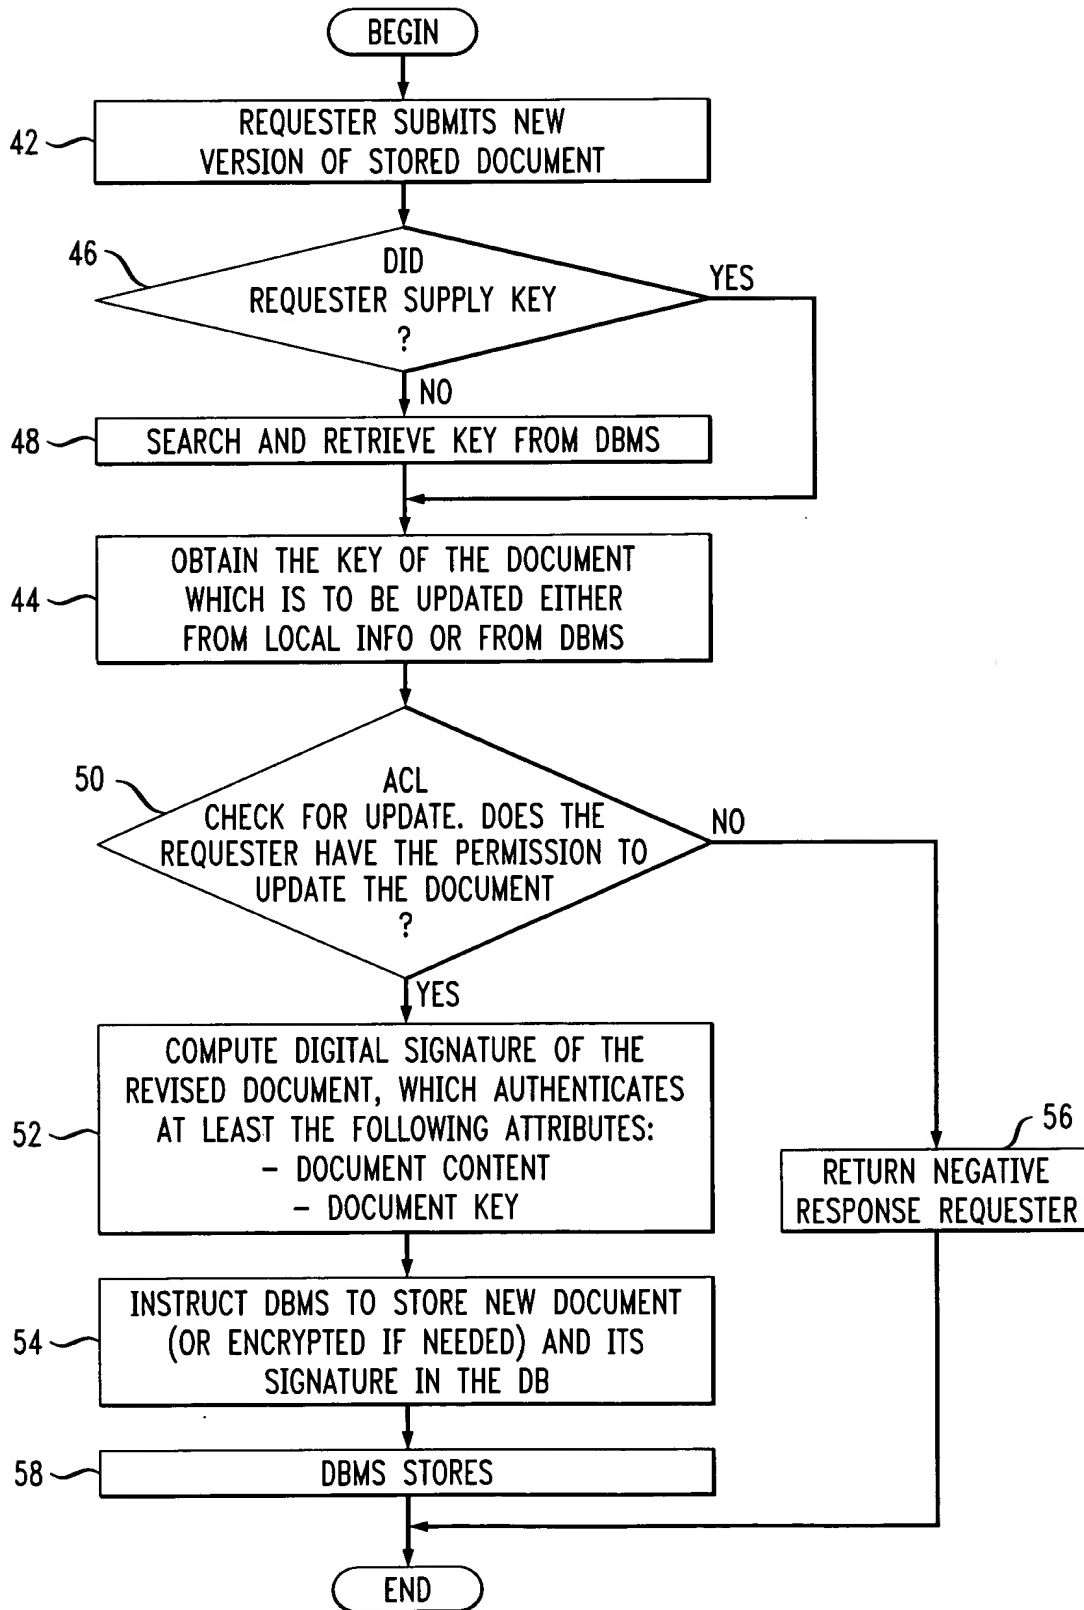 BEGIN
42
REQUESTER SUBMITS NEW
VERSION OF STORED DOCUMENT
46
DID
REQUESTER SUPPLY KEY
?
YES
NO
48
SEARCH AND RETRIEVE KEY FROM DBMS
44
OBTAIN THE KEY OF THE DOCUMENT
WHICH IS TO BE UPDATED EITHER
FROM LOCAL INFO OR FROM DBMS
50
ACL
CHECK FOR UPDATE. DOES THE
REQUESTER HAVE THE PERMISSION TO
UPDATE THE DOCUMENT
?
NO
YES
52
COMPUTE DIGITAL SIGNATURE OF THE
REVISED DOCUMENT, WHICH AUTHENTICATES
AT LEAST THE FOLLOWING ATTRIBUTES:
– DOCUMENT CONTENT
– DOCUMENT KEY
56
RETURN NEGATIVE
RESPONSE REQUESTER
54
INSTRUCT DBMS TO STORE NEW DOCUMENT
(OR ENCRYPTED IF NEEDED) AND ITS
SIGNATURE IN THE DB
58
DBMS STORES
END